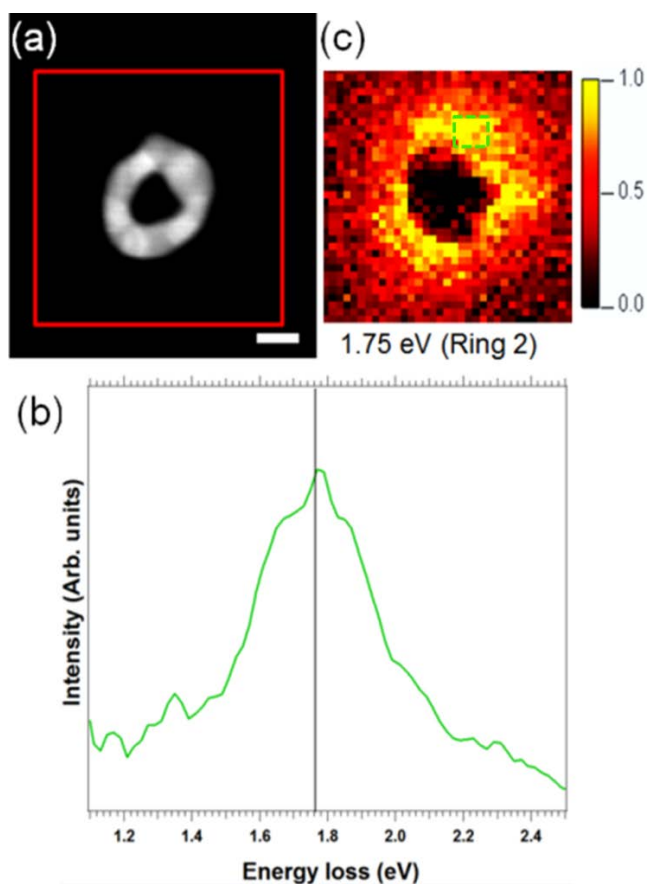 (a)
(c)
1.0
0.5
0.0
1.75 eV (Ring 2)
(b)
Intensity (Arb. units)
1.2 1.4 1.6 1.8 2.0 2.2 2.4
Energy loss (eV)